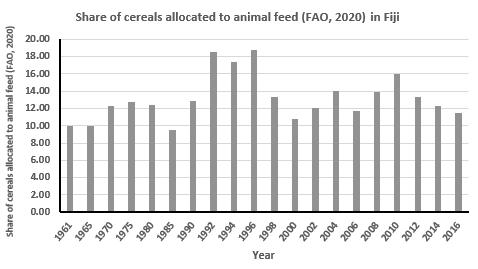 Share of cereals allocated to animal feed (FAO, 2020) in Fiji
Share of cereals allocated to animal feed (FAO, 2020)
20.00
18.00
16.00
14.00
12.00
10.00
8.00
6.00
4.00
2.00
0.00
1961 1965 1970 1975 1980 1985 1990 1992 1994 1996 1998 2000 2002 2004 2006 2008 2010 2012 2014 2016
Year